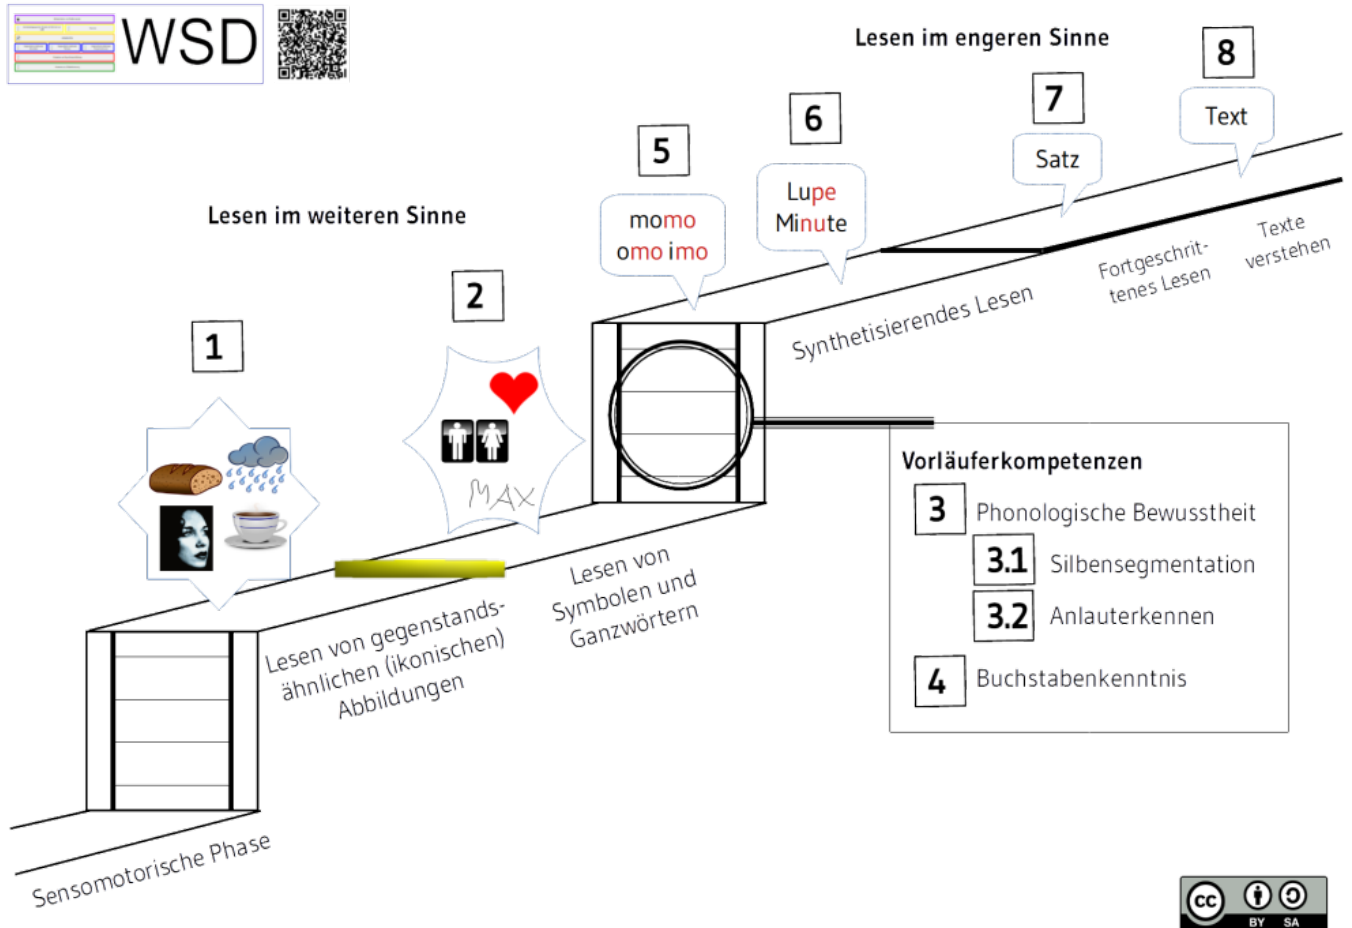 WSD
Lesen im engeren Sinne
8
7
6
5
Text
Satz
Lupe
Minute
momo
omo imo
Lesen im weiteren Sinne
2
1
MAX
Texte
verstehen
Fortgeschrit-
tenes Lesen
Synthetisierendes Lesen
Vorläuferkompetenzen
3 Phonologische Bewusstheit
3.1 Silbensegmentation
3.2 Anlauterkennen
4 Buchstabenkenntnis
Lesen von
Symbolen und
Ganzwörtern
Lesen von gegenstands-
ähnlichen (ikonischen)
Abbildungen
Sensomotorische Phase
cc
BY SA